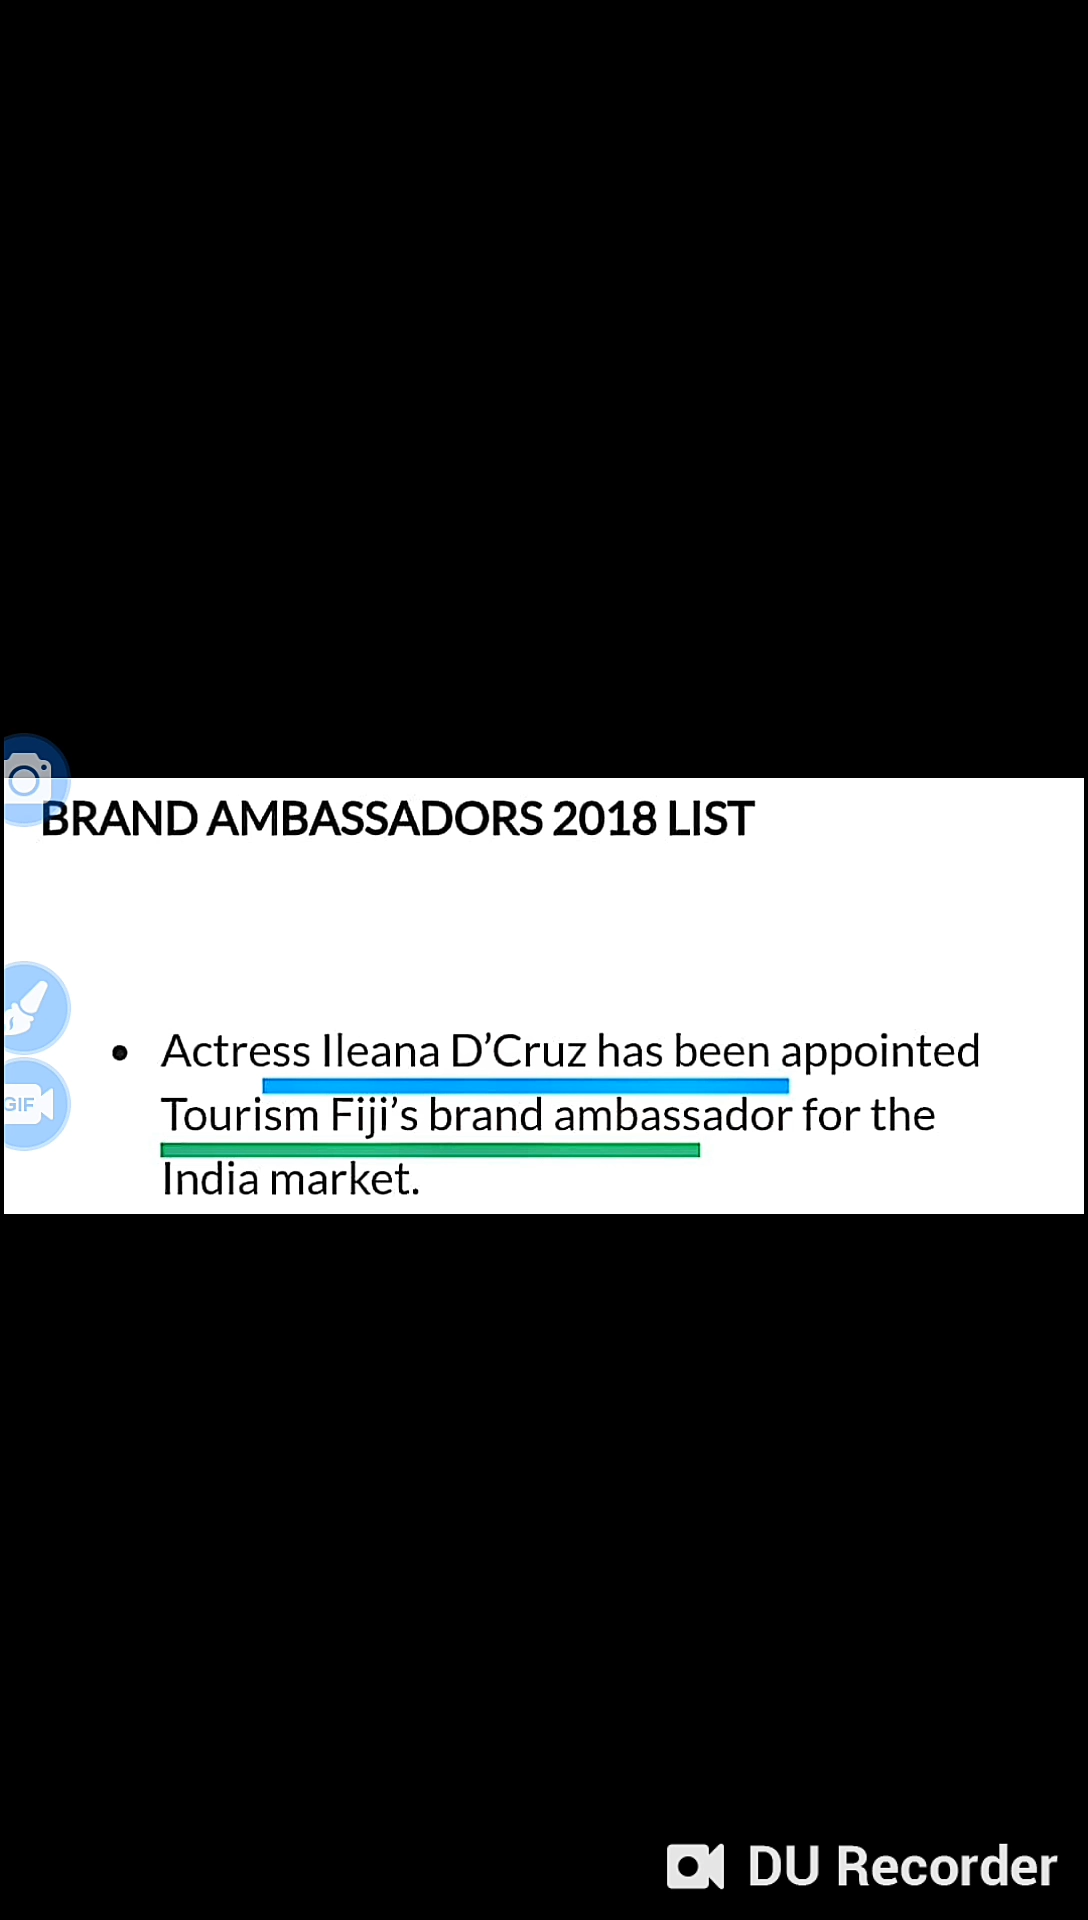 BRAND AMBASSADORS 2018 LIST
• Actress Ileana D’Cruz has been appointed
Tourism Fiji’s brand ambassador for the
India market.
GIF
DU Recorder